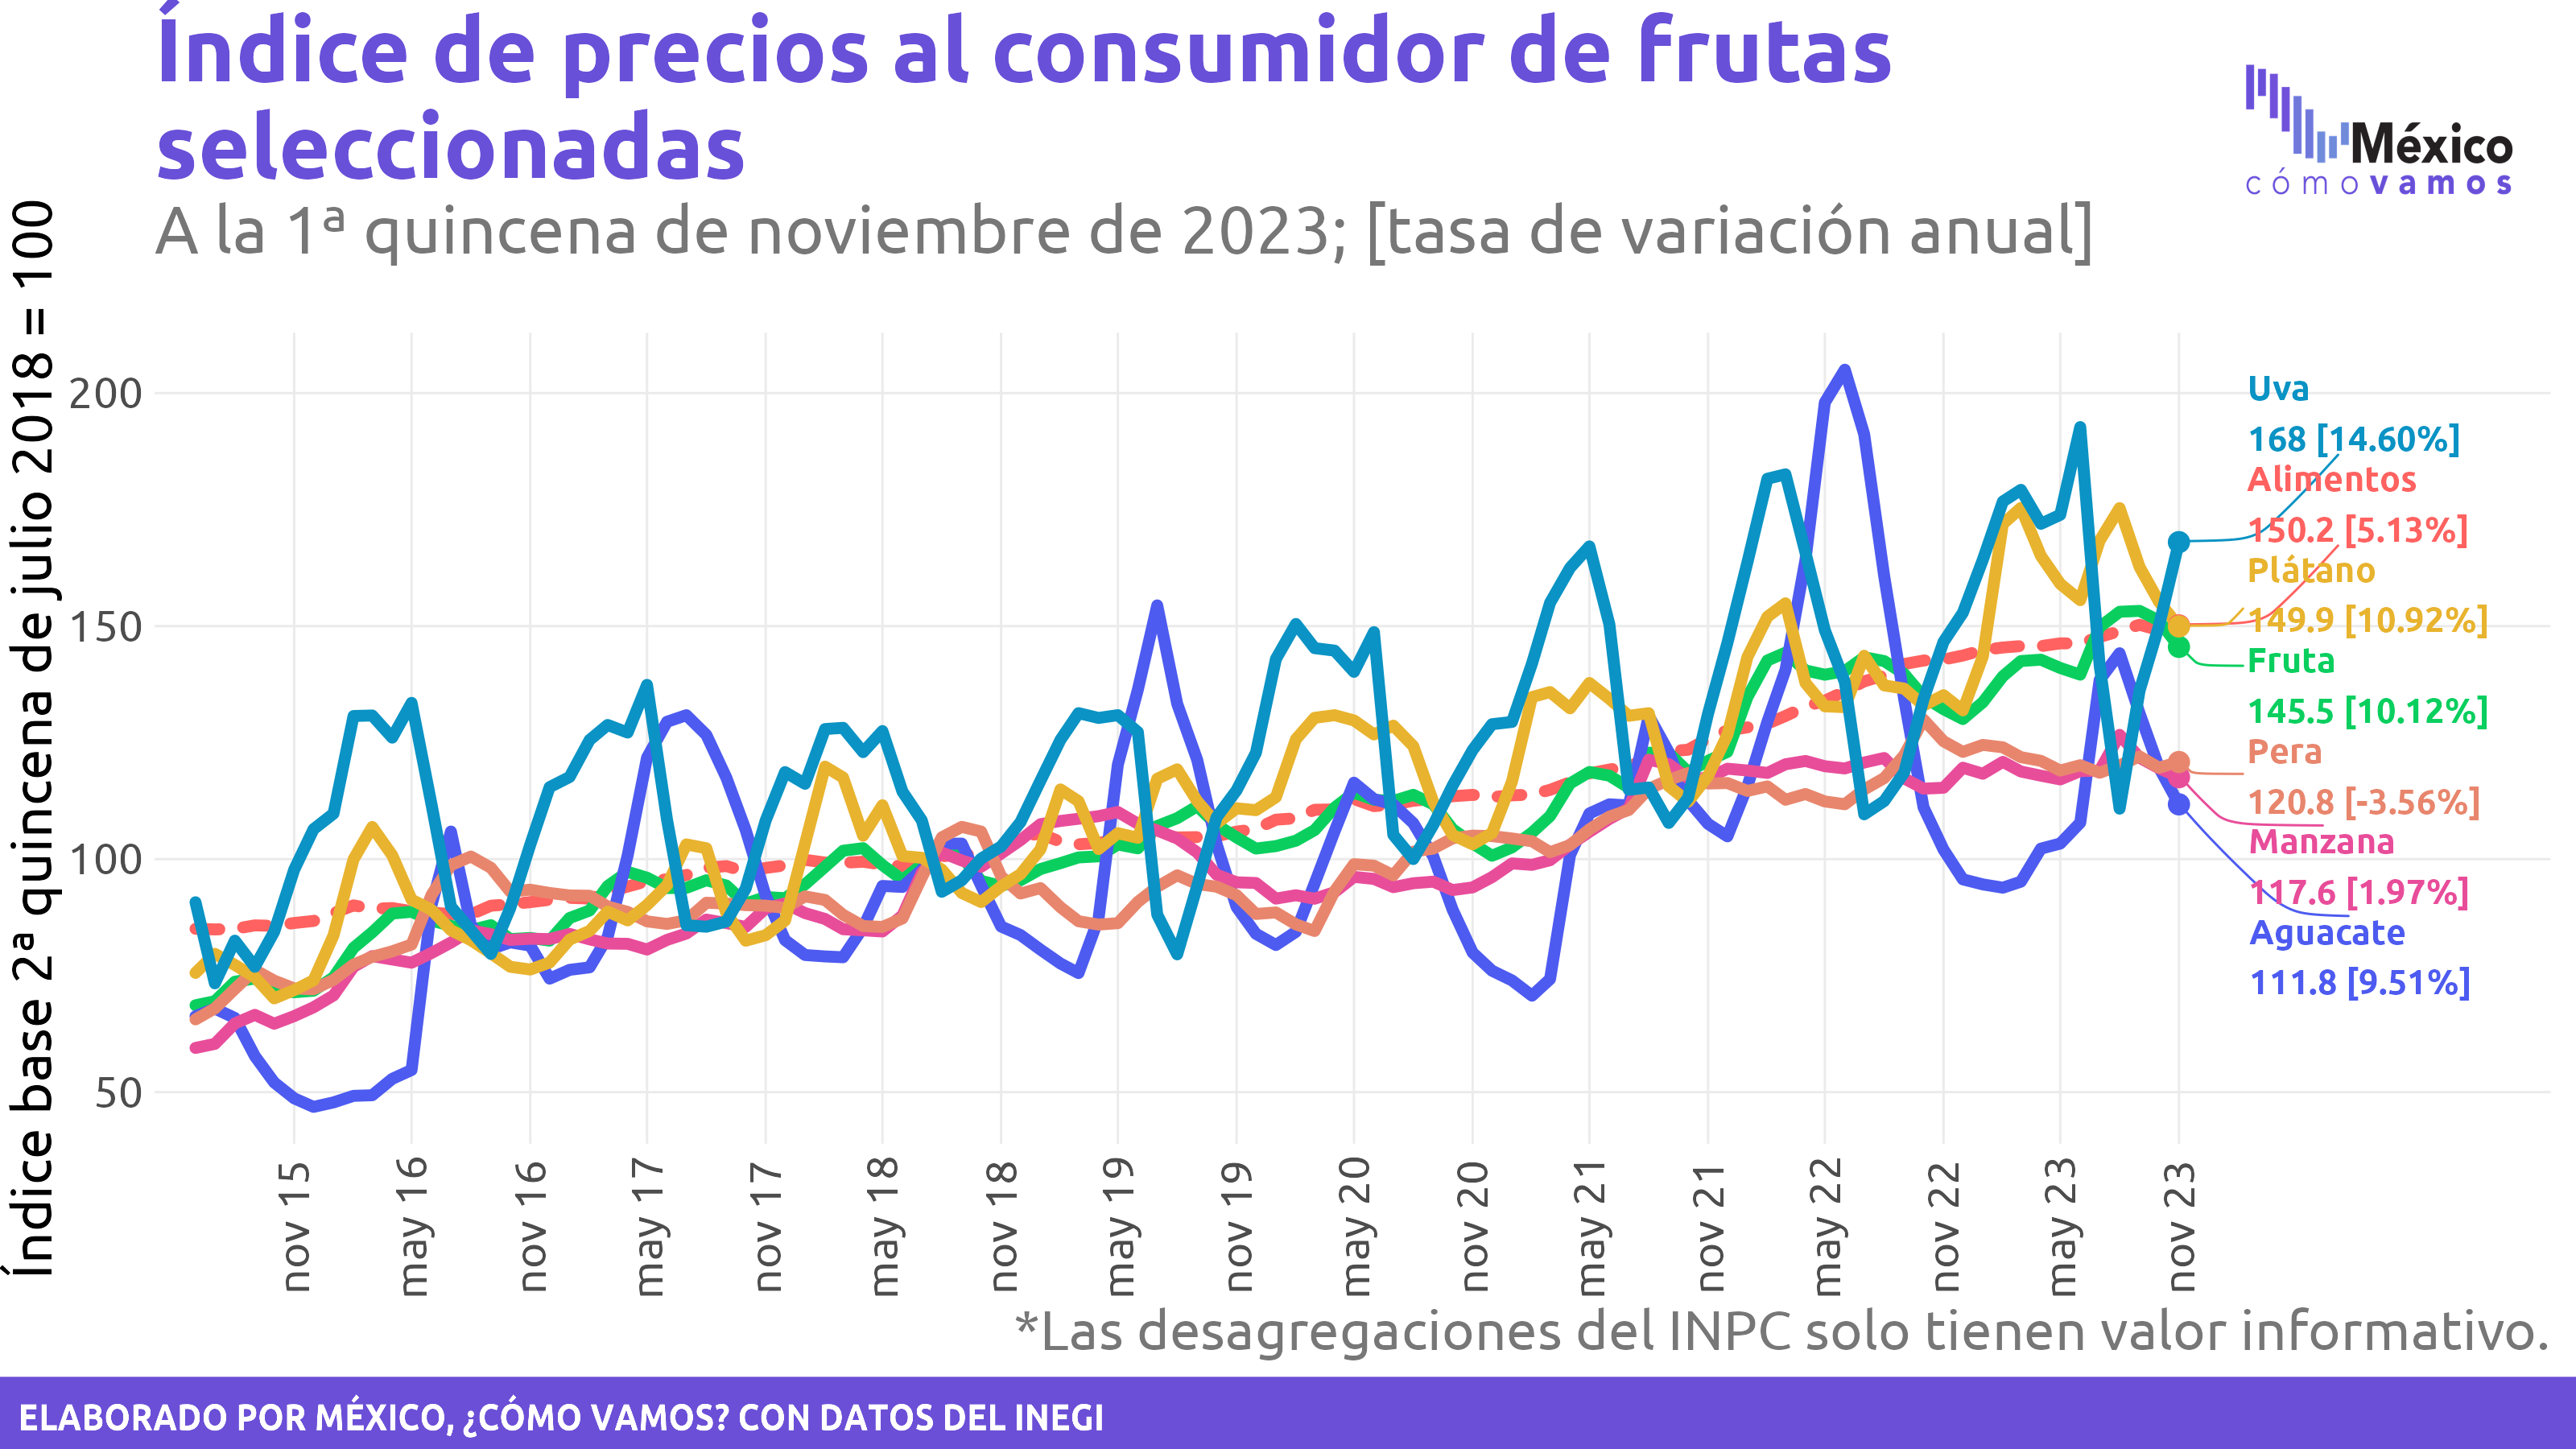 Índice de precios al consumidor de frutas
seleccionadas
A la 1ª quincena de noviembre de 2023; [tasa de variación anual]
México
cómo vamos
Índice base 2ª quincena de julio 2018 = 100
200
150
100
50
Uva
168 [14.60%]
Alimentos
150.2 [5.13%]
Plátano
149.9 [10.92%]
Fruta
145.5 [10.12%]
Pera
120.8 [-3.56%]
Manzana
117.6 [1.97%]
Aguacate
111.8 [9.51%]
nov 15
may 16
nov 16
may 17
nov 17
may 18
nov 18
may 19
nov 19
may 20
nov 20
may 21
nov 21
may 22
nov 22
may 23
nov 23
*Las desagregaciones del INPC solo tienen valor informativo.
ELABORADO POR MÉXICO, ¿CÓMO VAMOS? CON DATOS DEL INEGI